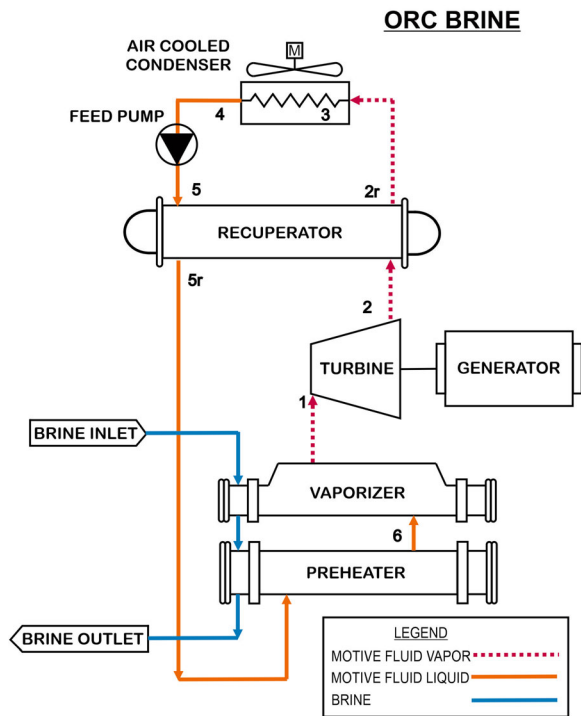 ORC BRINE
AIR COOLED
CONDENSER
M
4
3
FEED PUMP
5
2r
RECUPERATOR
5r
2
TURBINE
GENERATOR
1
BRINE INLET
VAPORIZER
6
PREHEATER
BRINE OUTLET
LEGEND
MOTIVE FLUID VAPOR
MOTIVE FLUID LIQUID
BRINE